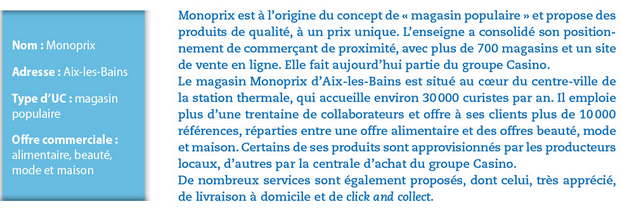 Nom : Monoprix
Adresse : Aix-les-Bains
Type d'UC : magasin
populaire
Offre commerciale :
alimentaire, beauté,
mode et maison
Monoprix est à l'origine du concept de « magasin populaire » et propose des
produits de qualité, à un prix unique. L'enseigne a consolidé son position-
nement de commerçant de proximité, avec plus de 700 magasins et un site
de vente en ligne. Elle fait aujourd'hui partie du groupe Casino.
Le magasin Monoprix d'Aix-les-Bains est situé au cœur du centre-ville de
la station thermale, qui accueille environ 30 000 curistes par an. Il emploie
plus d'une trentaine de collaborateurs et offre à ses clients plus de 10 000
références, réparties entre une offre alimentaire et des offres beauté, mode
et maison. Certains de ses produits sont approvisionnés par les producteurs
locaux, d'autres par la centrale d'achat du groupe Casino.
De nombreux services sont également proposés, dont celui, très apprécié,
de livraison à domicile et de click and collect.